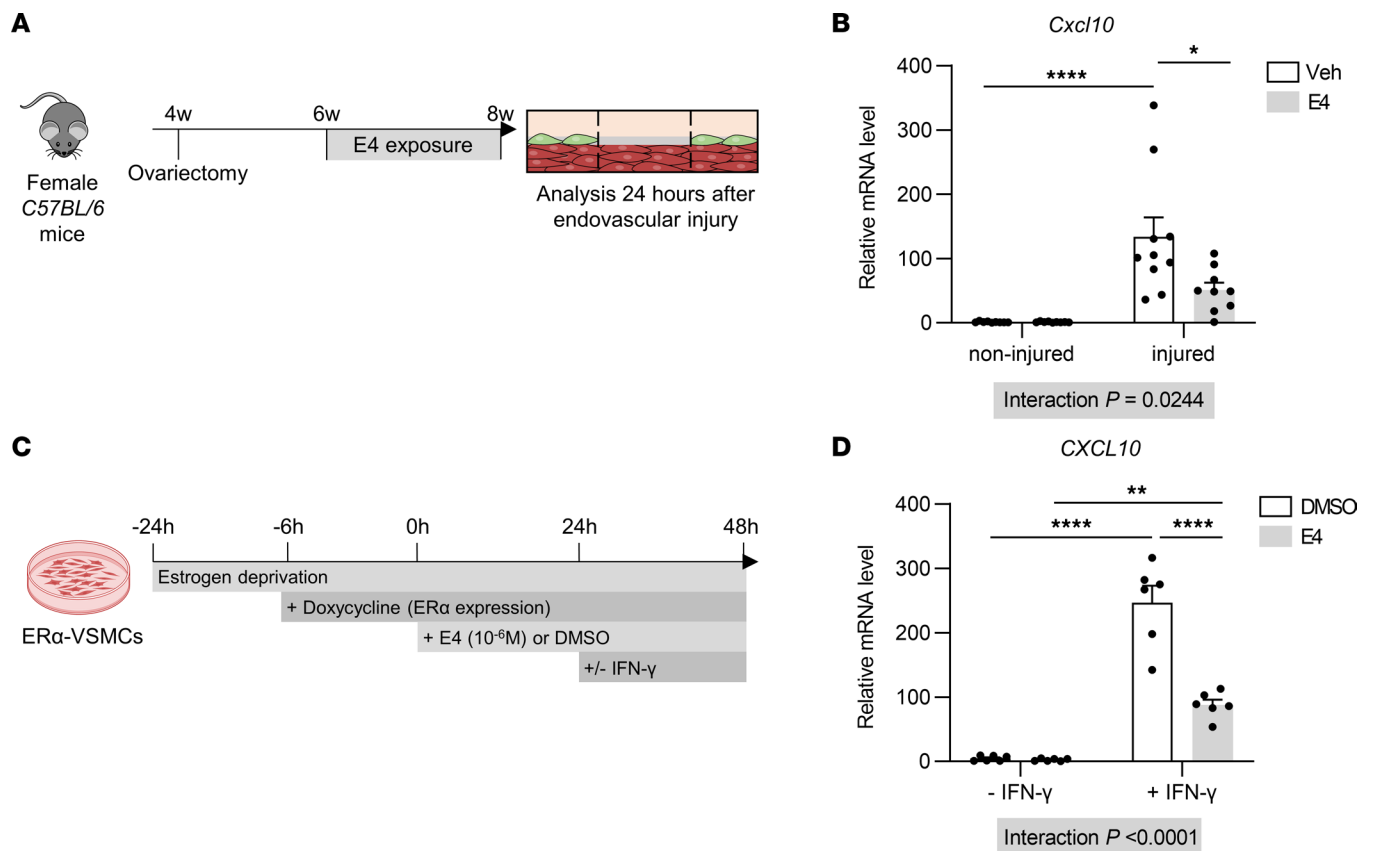 A
4w
6w
8w
E4 exposure
Ovariectomy
Female
C57BL/6
mice
Analysis 24 hours after
endovascular injury
B
Cxcl10
Relative mRNA level
400
300
200
100
0
****
*
Veh
E4
non-injured
injured
Interaction P = 0.0244
C
-24h
-6h
0h
24h
48h
Estrogen deprivation
+ Doxycycline (ERα expression)
+ E4 (10⁻⁶M) or DMSO
+/- IFN-γ
ERα-VSMCs
D
CXCL10
Relative mRNA level
400
300
200
100
0
**
****
****
DMSO
E4
- IFN-γ
+ IFN-γ
Interaction P <0.0001